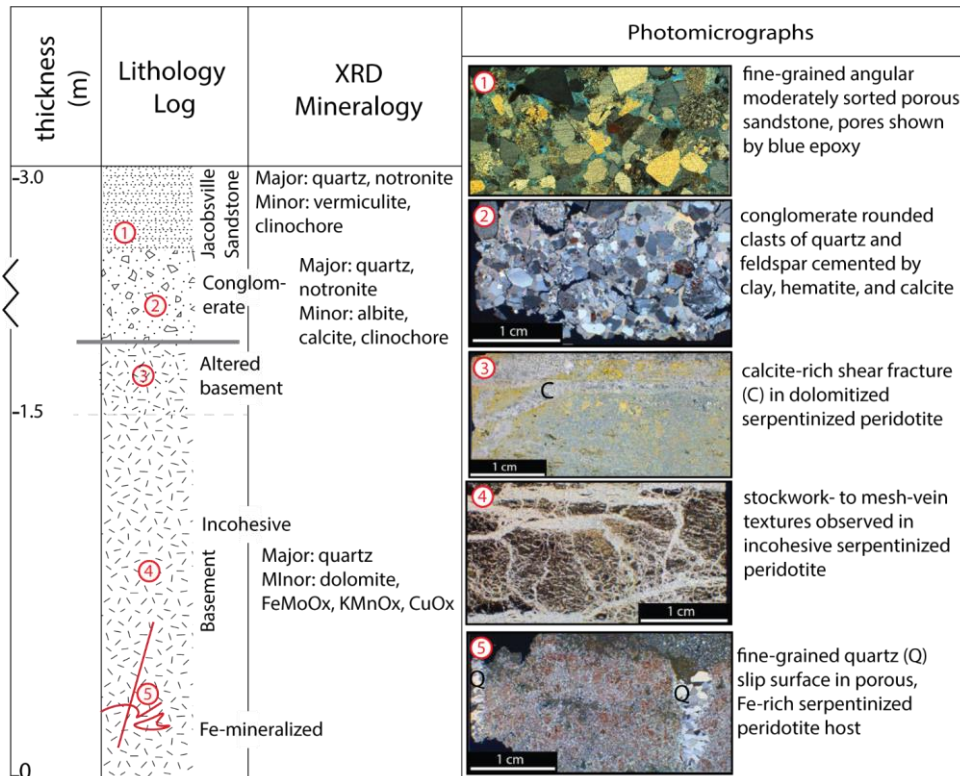 thickness
(m)
Lithology
Log
XRD
Mineralogy
Photomicrographs
3.0
1.5
0
Jacobsville
Sandstone
Conglom-
erate
Altered
basement
Incohesive
Basement
Fe-mineralized
1
2
3
4
5
Major: quartz, notronite
Minor: vermiculite,
clinochore
Major: quartz,
notronite
Minor: albite,
calcite, clinochore
Major: quartz
MInor: dolomite,
FeMoOx, KMnOx, CuOx
1
fine-grained angular
moderately sorted porous
sandstone, pores shown
by blue epoxy
2
1 cm
conglomerate rounded
clasts of quartz and
feldspar cemented by
clay, hematite, and calcite
3
C
1 cm
calcite-rich shear fracture
(C) in dolomitized
serpentinized peridotite
4
1 cm
stockwork- to mesh-vein
textures observed in
incohesive serpentinized
peridotite
5
Q
Q
1 cm
fine-grained quartz (Q)
slip surface in porous,
Fe-rich serpentinized
peridotite host